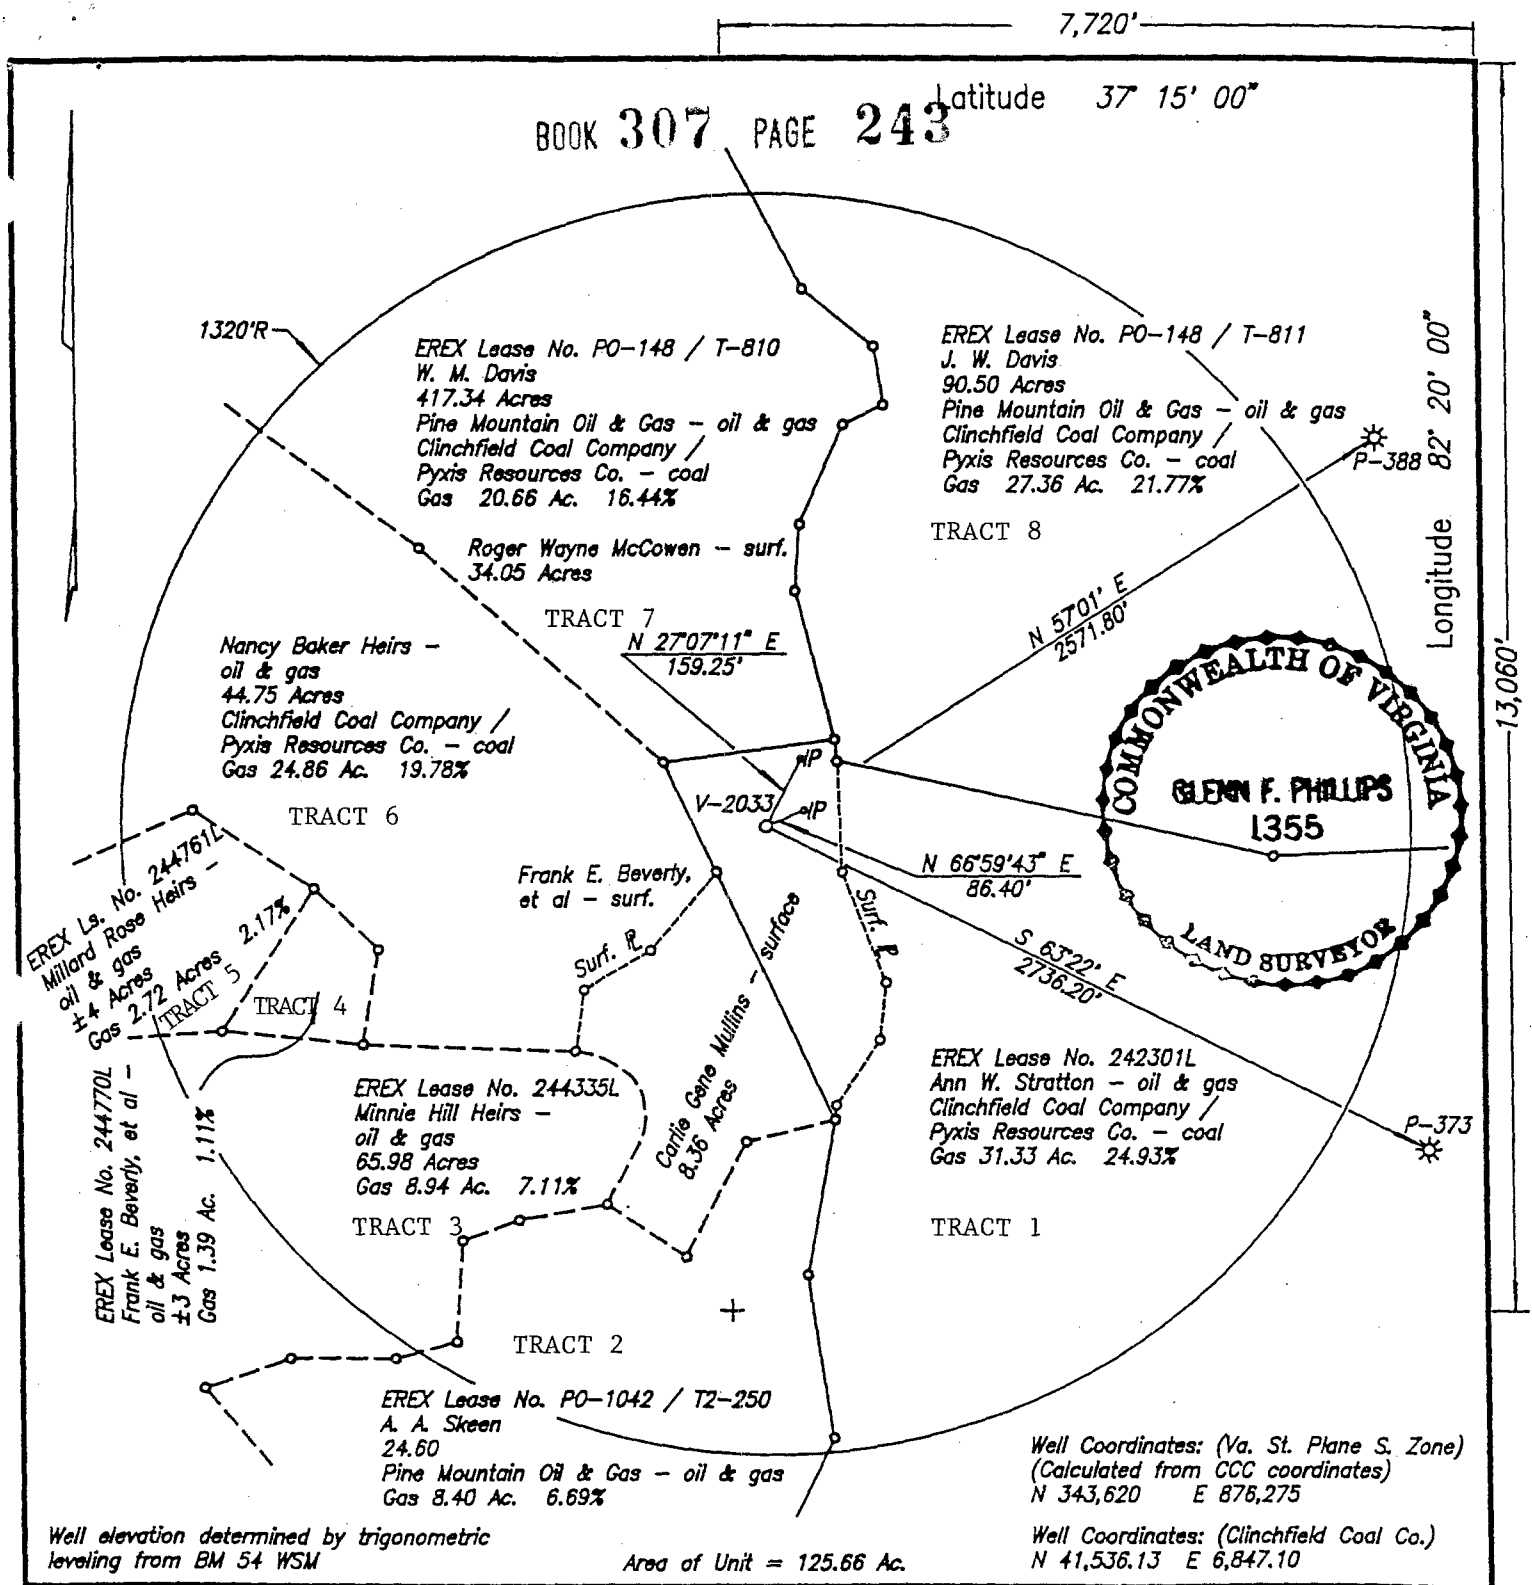 7,720'
Latitude 37° 15' 00"
BOOK 307 PAGE 243
1320'R
EREX Lease No. PO-148 / T-810
W. M. Davis
417.34 Acres
Pine Mountain Oil & Gas - oil & gas
Clinchfield Coal Company /
Pyxis Resources Co. - coal
Gas 20.66 Ac. 16.44%
Roger Wayne McCowen - surf.
34.05 Acres
TRACT 7
EREX Lease No. PO-148 / T-811
J. W. Davis
90.50 Acres
Pine Mountain Oil & Gas - oil & gas
Clinchfield Coal Company /
Pyxis Resources Co. - coal
Gas 27.36 Ac. 21.77%
TRACT 8
P-388
Longitude 82° 20' 00"
13,060'
N 57°01' E
2571.80'
N 27°07'11" E
159.25'
Nancy Baker Heirs -
oil & gas
44.75 Acres
Clinchfield Coal Company /
Pyxis Resources Co. - coal
Gas 24.86 Ac. 19.78%
TRACT 6
IP
V-2033
IP
COMMONWEALTH OF VIRGINIA
GLENN F. PHILLIPS
1355
LAND SURVEYOR
N 66°59'43" E
86.40'
Frank E. Beverly,
et al - surf.
Surf. PL
Surf. PL
S 63°22' E
2736.20'
EREX Ls. No. 244761L
Millard Rose Heirs -
oil & gas
±4 Acres
Gas 2.72 Acres 2.17%
TRACT 5
TRACT 4
EREX Lease No. 244770L
Frank E. Beverly, et al -
oil & gas
±3 Acres
Gas 1.39 Ac. 1.11%
EREX Lease No. 244335L
Minnie Hill Heirs -
oil & gas
65.98 Acres
Gas 8.94 Ac. 7.11%
TRACT 3
Carlie Gene Mullins - surface
8.36 Acres
EREX Lease No. 242301L
Ann W. Stratton - oil & gas
Clinchfield Coal Company /
Pyxis Resources Co. - coal
Gas 31.33 Ac. 24.93%
TRACT 1
P-373
TRACT 2
EREX Lease No. PO-1042 / T2-250
A. A. Skeen
24.60
Pine Mountain Oil & Gas - oil & gas
Gas 8.40 Ac. 6.69%
Well Coordinates: (Va. St. Plane S. Zone)
(Calculated from CCC coordinates)
N 343,620 E 876,275
Well Coordinates: (Clinchfield Coal Co.)
N 41,536.13 E 6,847.10
Well elevation determined by trigonometric
leveling from BM 54 WSM
Area of Unit = 125.66 Ac.